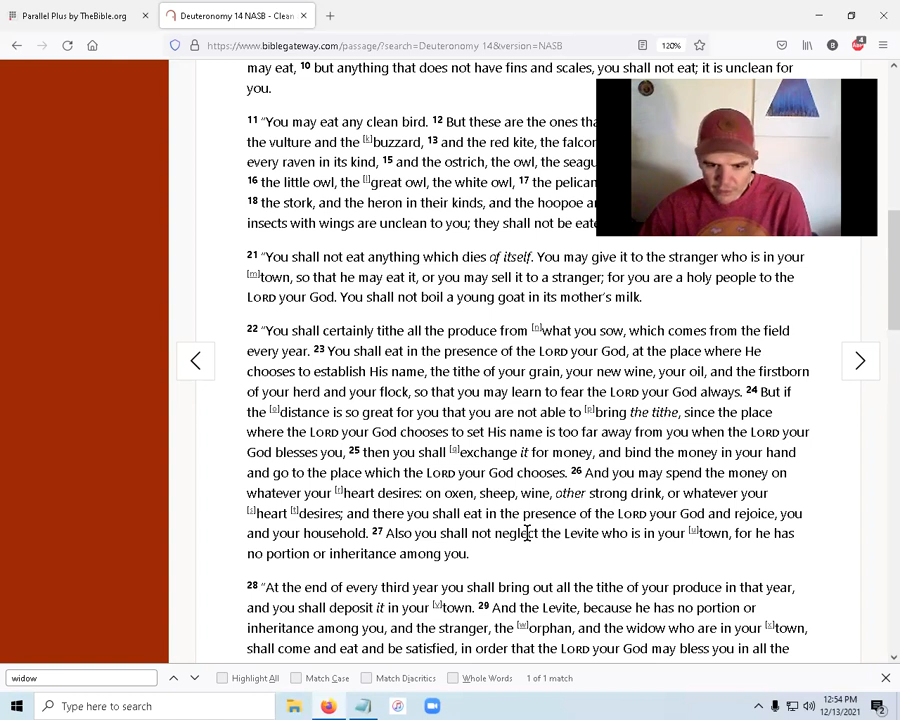 Parallel Plus by TheBible.org
Deuteronomy 14 NASB - Clean
https://www.biblegateway.com/passage/?search=Deuteronomy 14&version=NASB
120%
B
4
may eat, 10 but anything that does not have fins and scales, you shall not eat; it is unclean for
you.
11 “You may eat any clean bird. 12 But these are the ones tha
the vulture and the [k]buzzard, 13 and the red kite, the falcor
every raven in its kind, 15 and the ostrich, the owl, the seagu
16 the little owl, the [l]great owl, the white owl, 17 the pelican
18 the stork, and the heron in their kinds, and the hoopoe a
insects with wings are unclean to you; they shall not be eate
21 “You shall not eat anything which dies of itself. You may give it to the stranger who is in your
[m]town, so that he may eat it, or you may sell it to a stranger; for you are a holy people to the
LORD your God. You shall not boil a young goat in its mother’s milk.
22 “You shall certainly tithe all the produce from [n]what you sow, which comes from the field
every year. 23 You shall eat in the presence of the LORD your God, at the place where He
chooses to establish His name, the tithe of your grain, your new wine, your oil, and the firstborn
of your herd and your flock, so that you may learn to fear the LORD your God always. 24 But if
the [o]distance is so great for you that you are not able to [p]bring the tithe, since the place
where the LORD your God chooses to set His name is too far away from you when the LORD your
God blesses you, 25 then you shall [q]exchange it for money, and bind the money in your hand
and go to the place which the LORD your God chooses. 26 And you may spend the money on
whatever your [r]heart desires: on oxen, sheep, wine, other strong drink, or whatever your
[s]heart [t]desires; and there you shall eat in the presence of the LORD your God and rejoice, you
and your household. 27 Also you shall not neglect the Levite who is in your [u]town, for he has
no portion or inheritance among you.
28 “At the end of every third year you shall bring out all the tithe of your produce in that year,
and you shall deposit it in your [v]town. 29 And the Levite, because he has no portion or
inheritance among you, and the stranger, the [w]orphan, and the widow who are in your [x]town,
shall come and eat and be satisfied, in order that the LORD your God may bless you in all the
widow
Highlight All
Match Case
Match Diacritics
Whole Words
1 of 1 match
Type here to search
12:54 PM
12/13/2021
2